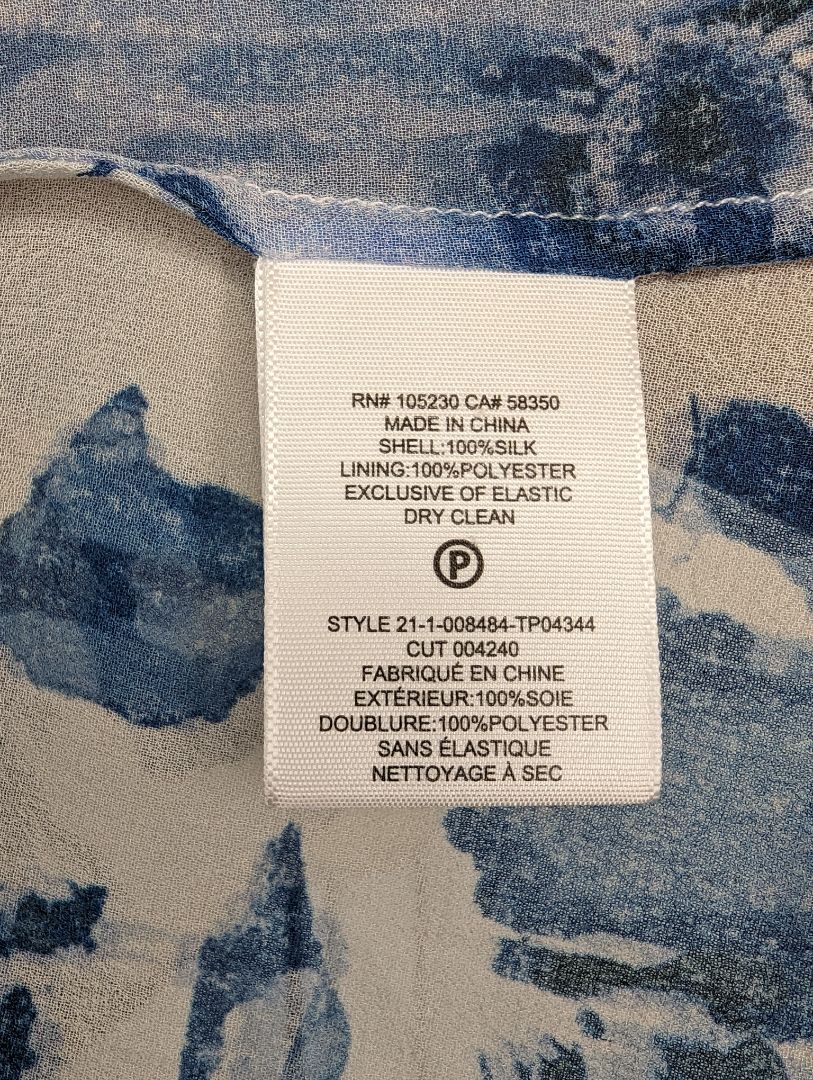 RN# 105230 CA# 58350
MADE IN CHINA
SHELL:100%SILK
LINING:100%POLYESTER
EXCLUSIVE OF ELASTIC
DRY CLEAN
P
STYLE 21-1-008484-TP04344
CUT 004240
FABRIQUÉ EN CHINE
EXTÉRIEUR:100%SOIE
DOUBLURE:100%POLYESTER
SANS ÉLASTIQUE
NETTOYAGE À SEC